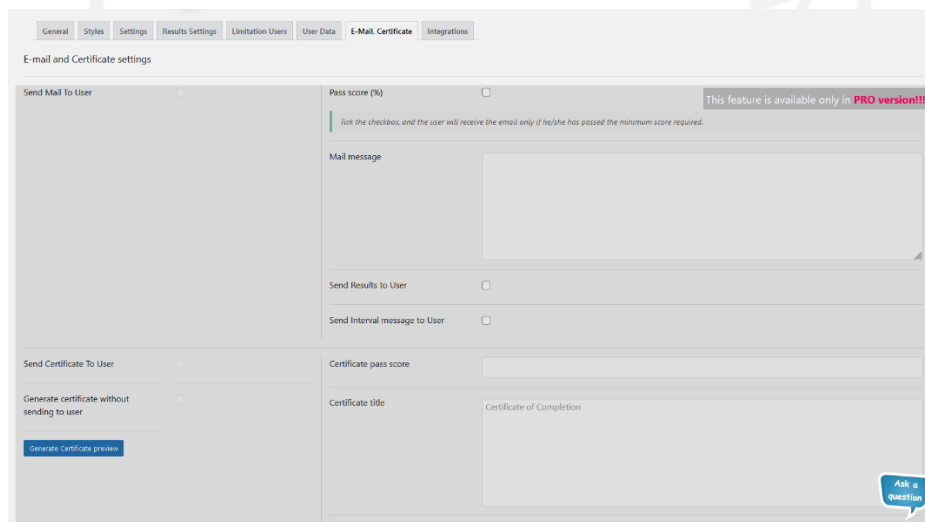 General Styles Settings Results Settings Limitation Users User Data E-Mail, Certificate Integrations
E-mail and Certificate settings
Send Mail To User
Pass score (%)
This feature is available only in PRO version!!!
Tick the checkbox, and the user will receive the email only if he/she has passed the minimum score required.
Mail message
Send Results to User
Send Interval message to User
Send Certificate To User
Certificate pass score
Generate certificate without
sending to user
Certificate title
Certificate of Completion
Generate Certificate preview
Ask a
question